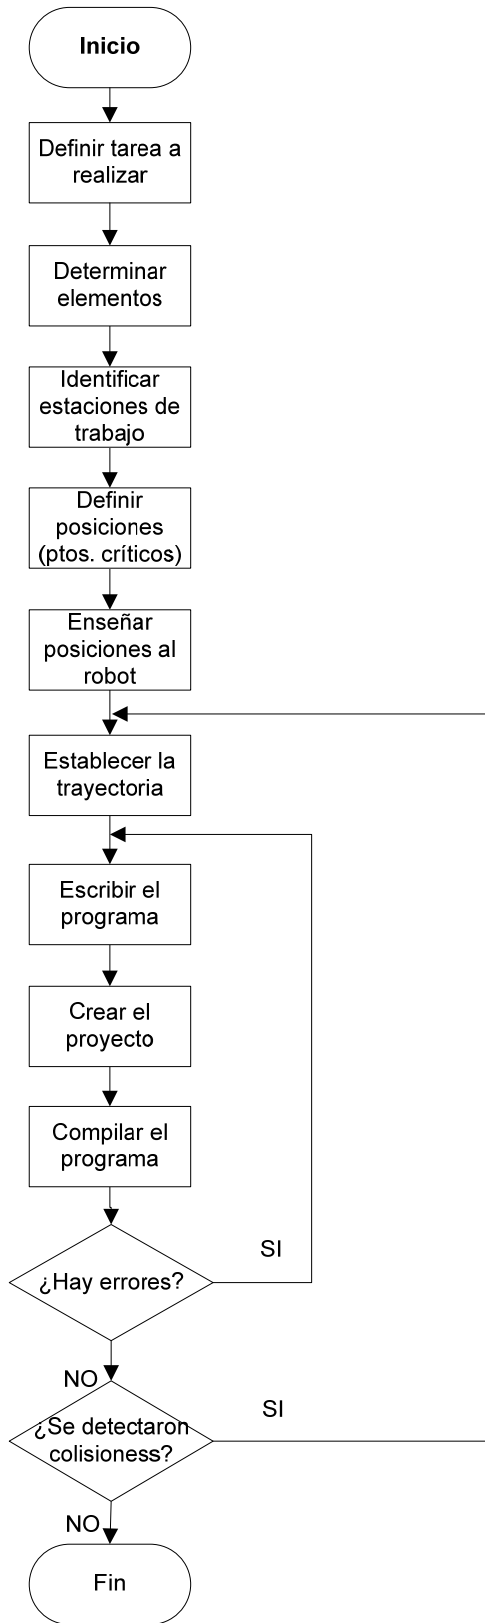 Inicio
Definir tarea a
realizar
Determinar
elementos
Identificar
estaciones de
trabajo
Definir
posiciones
(ptos. críticos)
Enseñar
posiciones al
robot
Establecer la
trayectoria
Escribir el
programa
Crear el
proyecto
Compilar el
programa
SI
¿Hay errores?
NO
SI
¿Se detectaron
colisioness?
NO
Fin